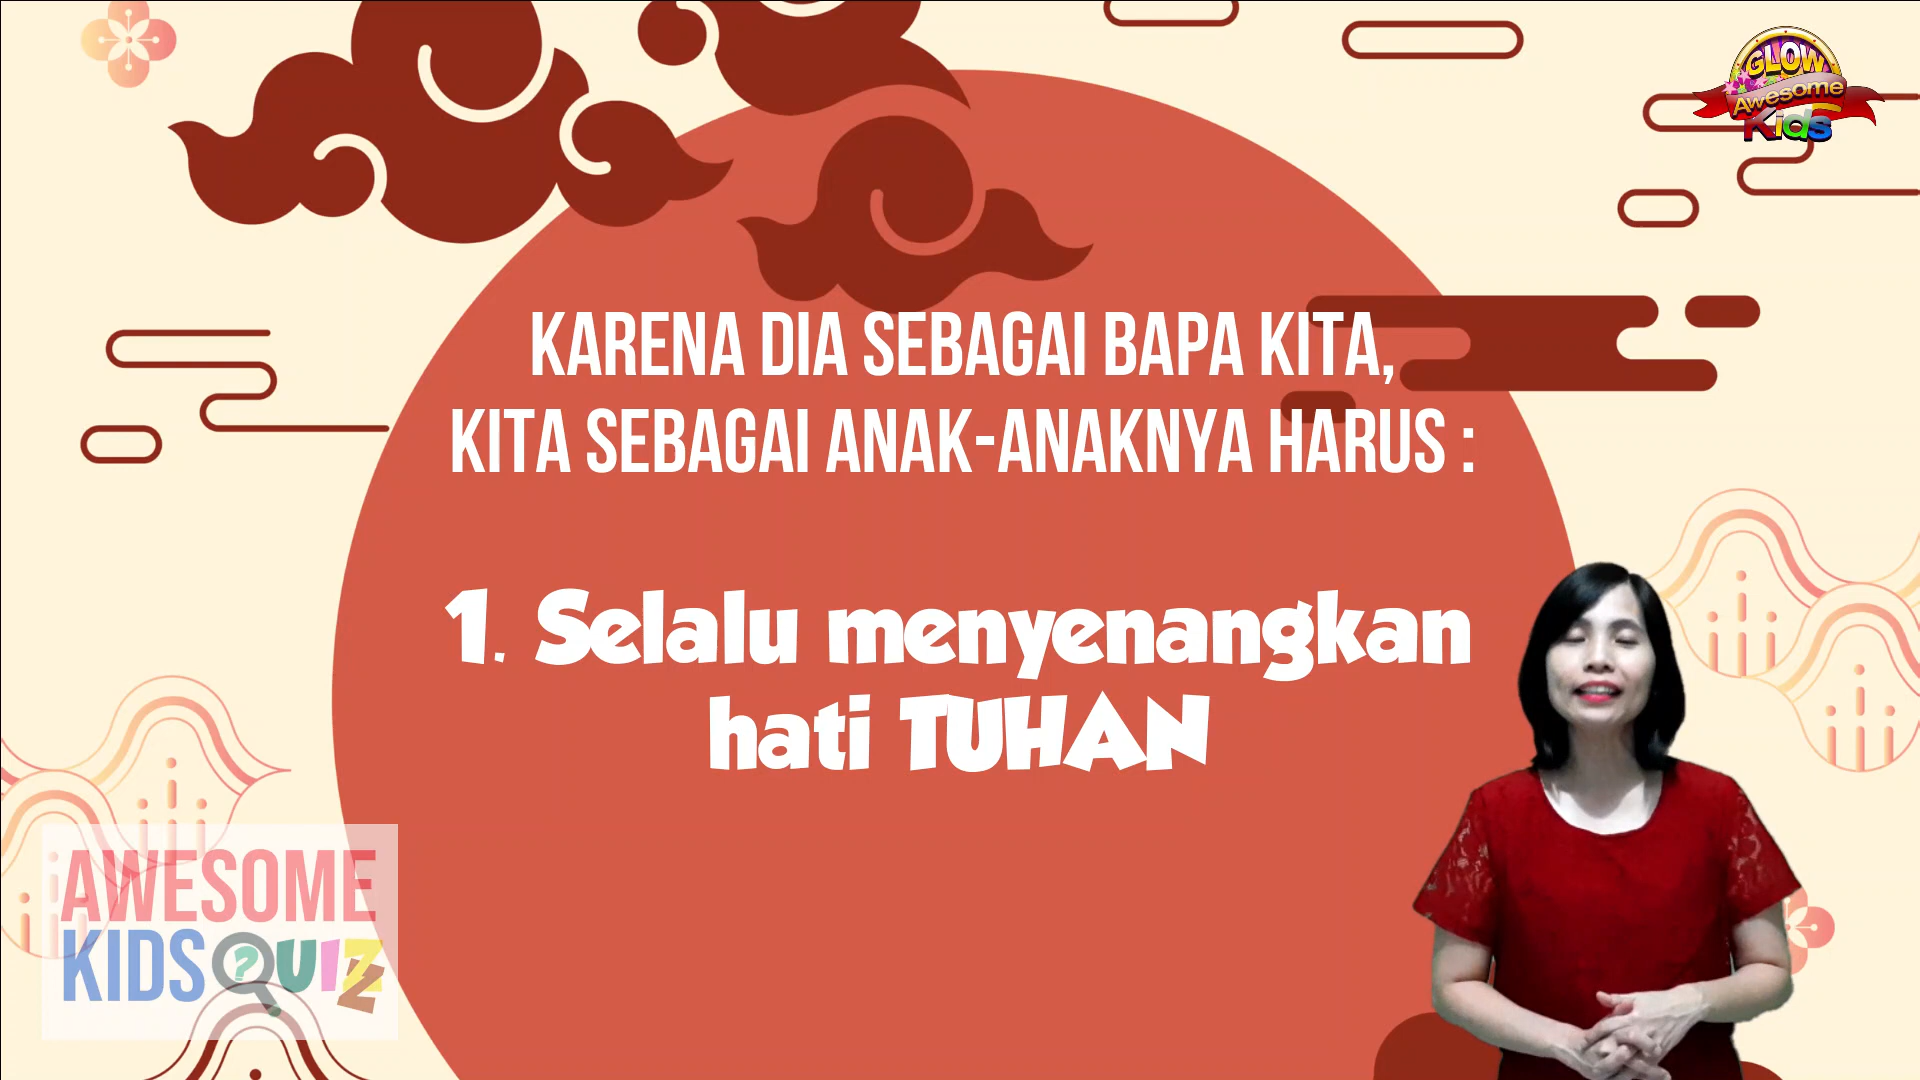 GLOW
Awesome
Kids
KARENA DIA SEBAGAI BAPA KITA,
KITA SEBAGAI ANAK-ANAKNYA HARUS :
1. Selalu menyenangkan
hati TUHAN
AWESOME
KIDS QUIZ